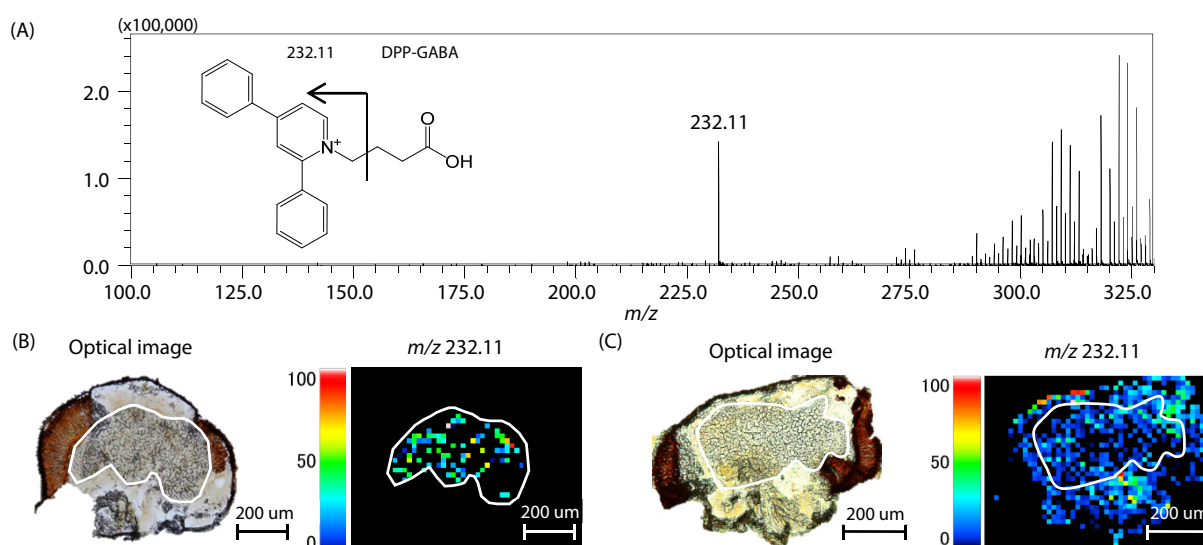 (A)
(x100,000)
232.11 DPP-GABA
2.0
1.0
0.0
N+
O
OH
232.11
100.0 125.0 150.0 175.0 200.0 225.0 250.0 275.0 300.0 325.0
m/z
(B)
Optical image
m/z 232.11
100
50
0
200 um
200 um
(C)
Optical image
m/z 232.11
100
50
0
200 um
200 um